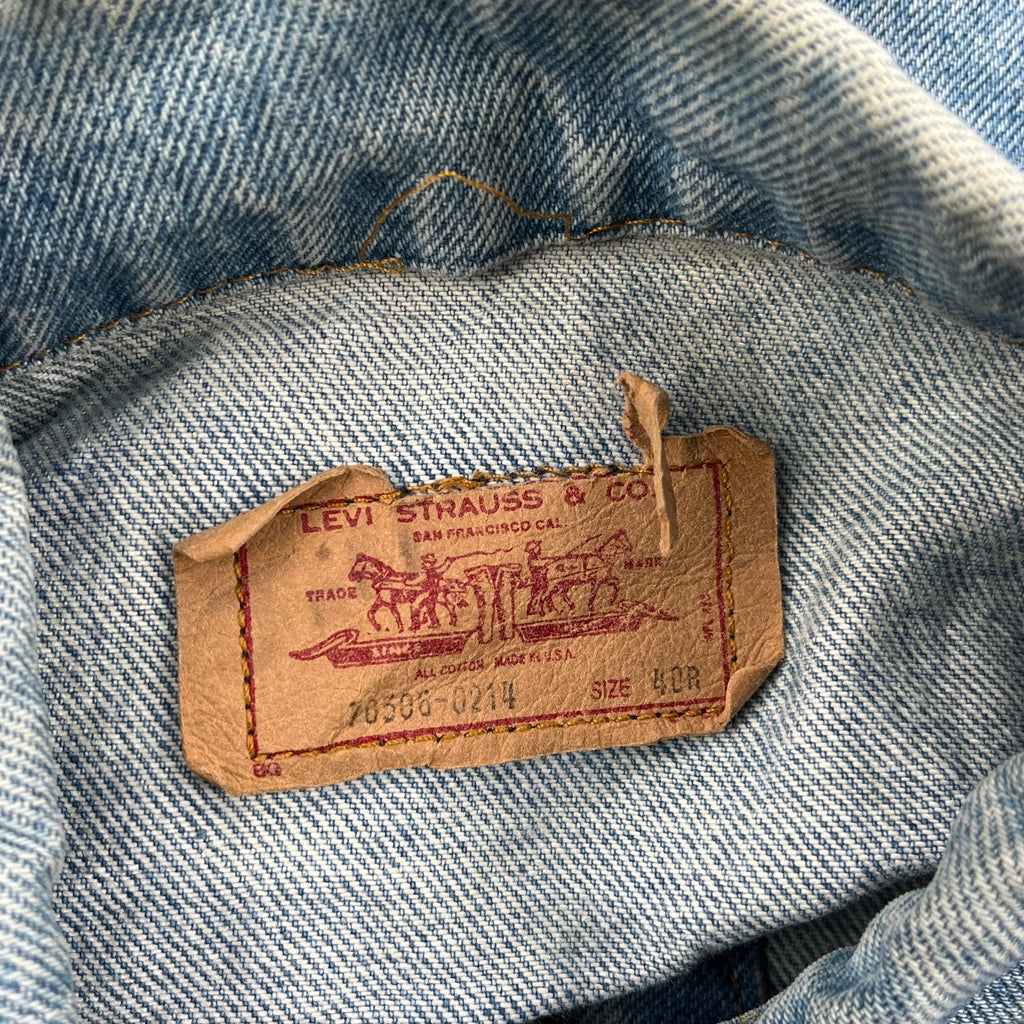 LEVI STRAUSS & CO.
SAN FRANCISCO CAL.
TRADE MARK
ALL COTTON MADE IN U.S.A.
70506-0214 SIZE 40R